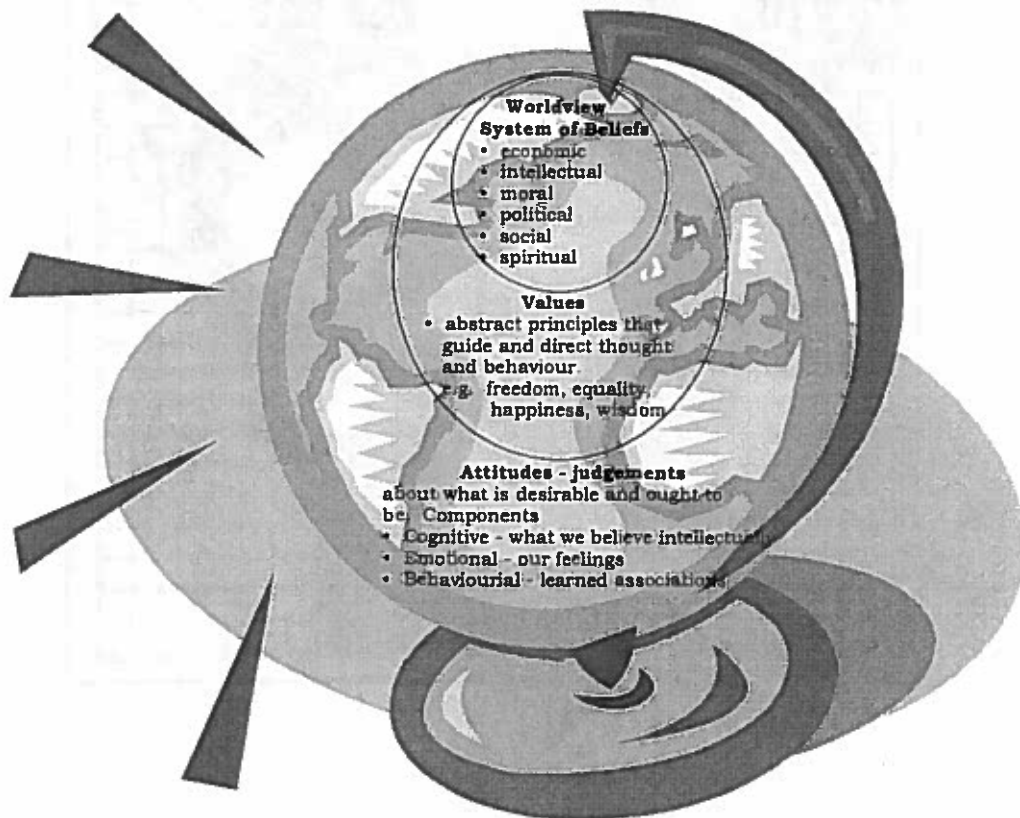 Worldview
System of Beliefs
• economic
• intellectual
• moral
• political
• social
• spiritual
Values
• abstract principles that
guide and direct thought
and behaviour.
e.g. freedom, equality,
happiness, wisdom
Attitudes - judgements
about what is desirable and ought to
be. Components
• Cognitive - what we believe intellectually
• Emotional - our feelings
• Behaviourial - learned associations